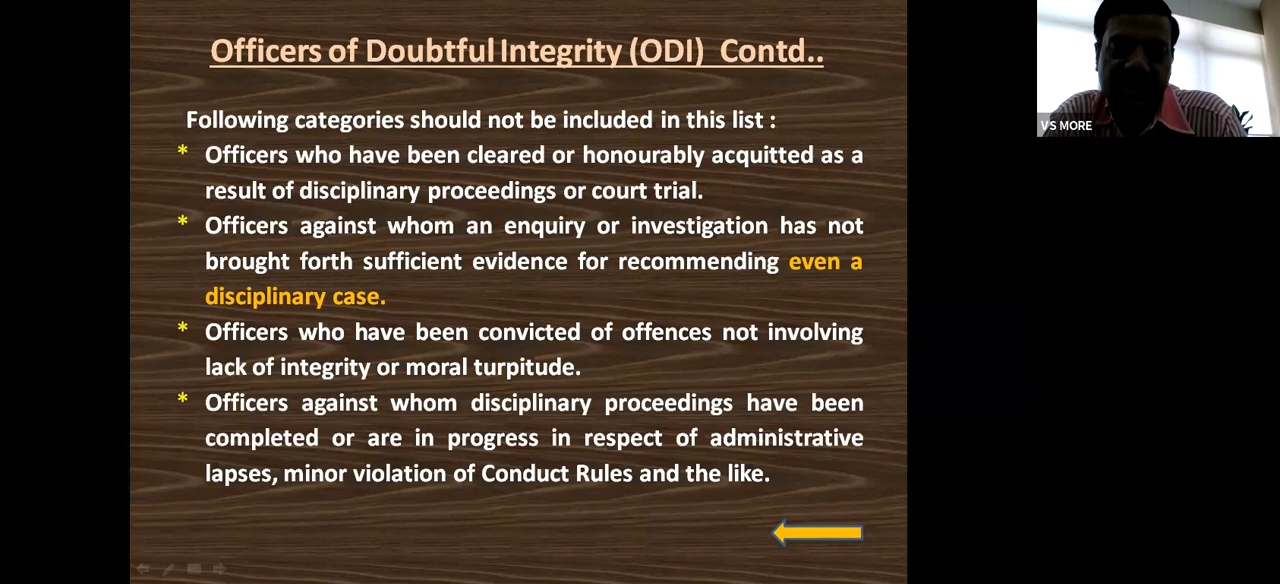 Officers of Doubtful Integrity (ODI) Contd..
Following categories should not be included in this list :
* Officers who have been cleared or honourably acquitted as a
result of disciplinary proceedings or court trial.
* Officers against whom an enquiry or investigation has not
brought forth sufficient evidence for recommending even a
disciplinary case.
* Officers who have been convicted of offences not involving
lack of integrity or moral turpitude.
* Officers against whom disciplinary proceedings have been
completed or are in progress in respect of administrative
lapses, minor violation of Conduct Rules and the like.
V S MORE